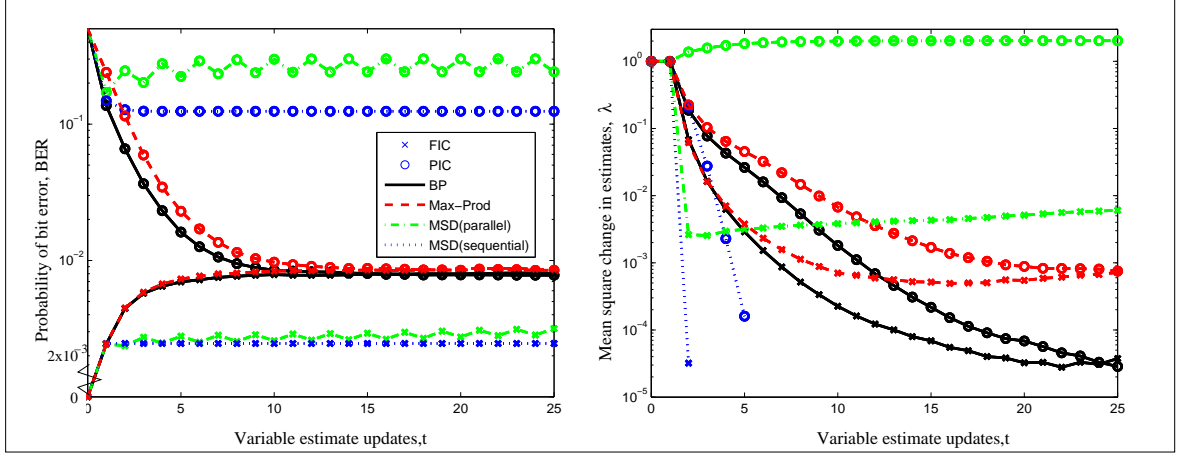 Probability of bit error, BER
10^-1
10^-2
2x10^-3
0
0
5
10
15
20
25
Variable estimate updates,t
FIC
PIC
BP
Max−Prod
MSD(parallel)
MSD(sequential)
Mean square change in estimates, λ
10^0
10^-1
10^-2
10^-3
10^-4
10^-5
0
5
10
15
20
25
Variable estimate updates,t